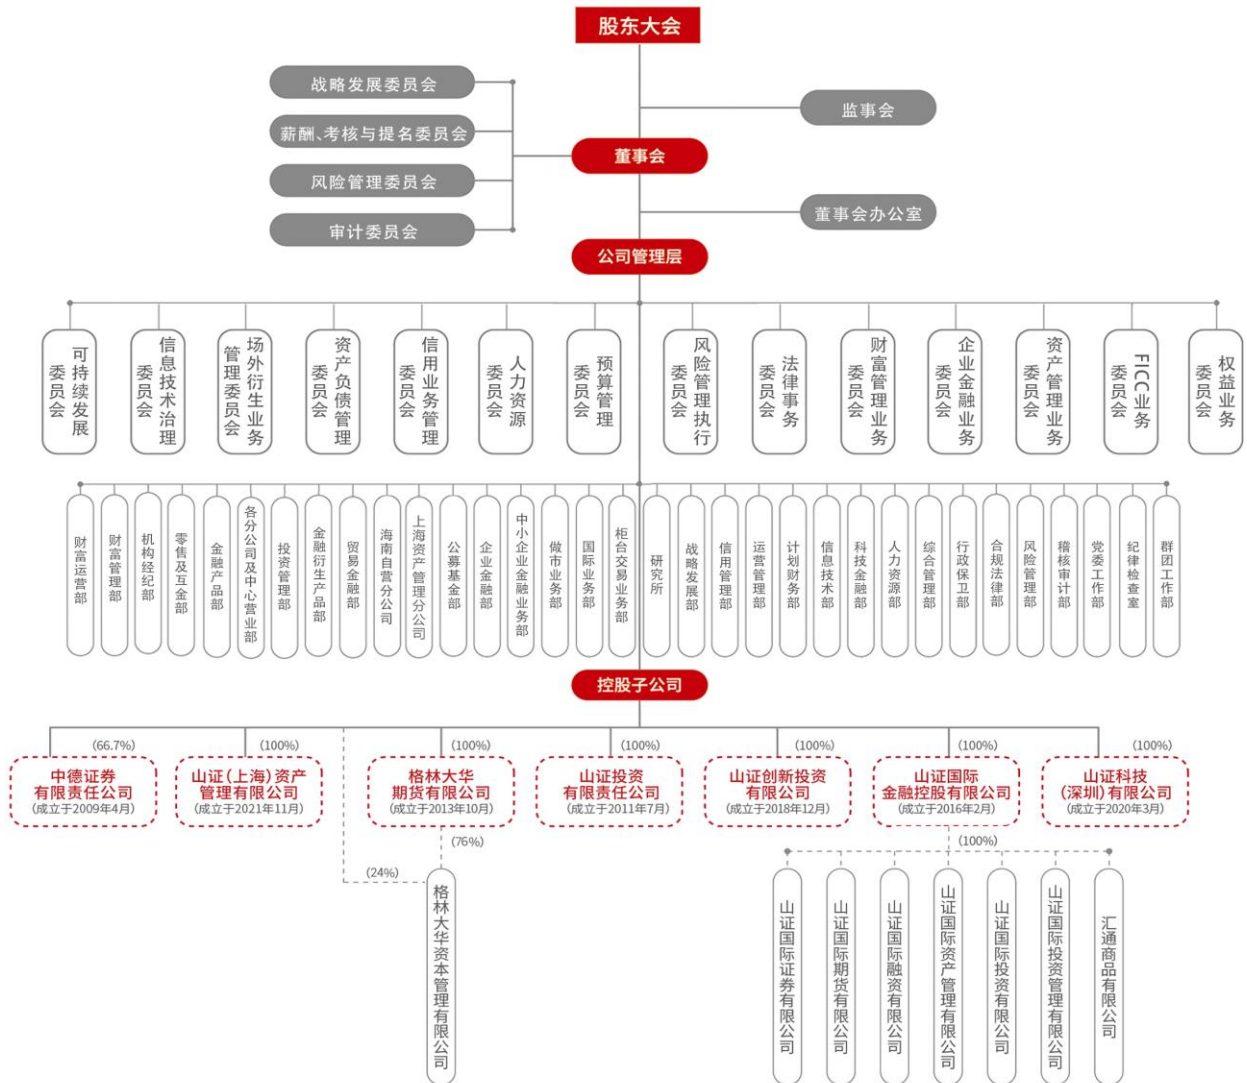 股东大会
战略发展委员会
监事会
薪酬、考核与提名委员会
董事会
风险管理委员会
董事会办公室
审计委员会
公司管理层
可持续发展
委员会
信息技术治理
委员会
场外衍生业务
管理委员会
资产负债管理
委员会
信用业务管理
委员会
人力资源
委员会
预算管理
委员会
风险管理执行
委员会
法律事务
委员会
财富管理业务
委员会
企业金融业务
委员会
资产管理业务
委员会
FICC业务
委员会
权益业务
委员会
财富运营部
财富管理部
机构经纪部
零售及互金部
金融产品部
各分公司及中心营业部
投资管理部
金融衍生产品部
贸易金融部
海南自营分公司
上海资产管理分公司
公募基金部
企业金融部
中小企业金融业务部
做市业务部
国际业务部
柜台交易业务部
研究所
战略发展部
信用管理部
运营管理部
计划财务部
信息技术部
科技金融部
人力资源部
综合管理部
行政保卫部
合规法律部
风险管理部
稽核审计部
党委工作部
纪律检查室
群团工作部
控股子公司
(66.7%)
中德证券
有限责任公司
(成立于2009年4月)
(100%)
山证(上海)资产
管理有限公司
(成立于2021年11月)
(100%)
格林大华
期货有限公司
(成立于2013年10月)
(100%)
山证投资
有限责任公司
(成立于2011年7月)
(100%)
山证创新投资
有限公司
(成立于2018年12月)
(100%)
山证国际
金融控股有限公司
(成立于2016年2月)
(100%)
山证科技
(深圳)有限公司
(成立于2020年3月)
(76%)
(24%)
格林大华资本管理有限公司
(100%)
山证国际证券有限公司
山证国际期货有限公司
山证国际融资有限公司
山证国际资产管理有限公司
山证国际投资有限公司
山证国际投资管理有限公司
汇通商品有限公司